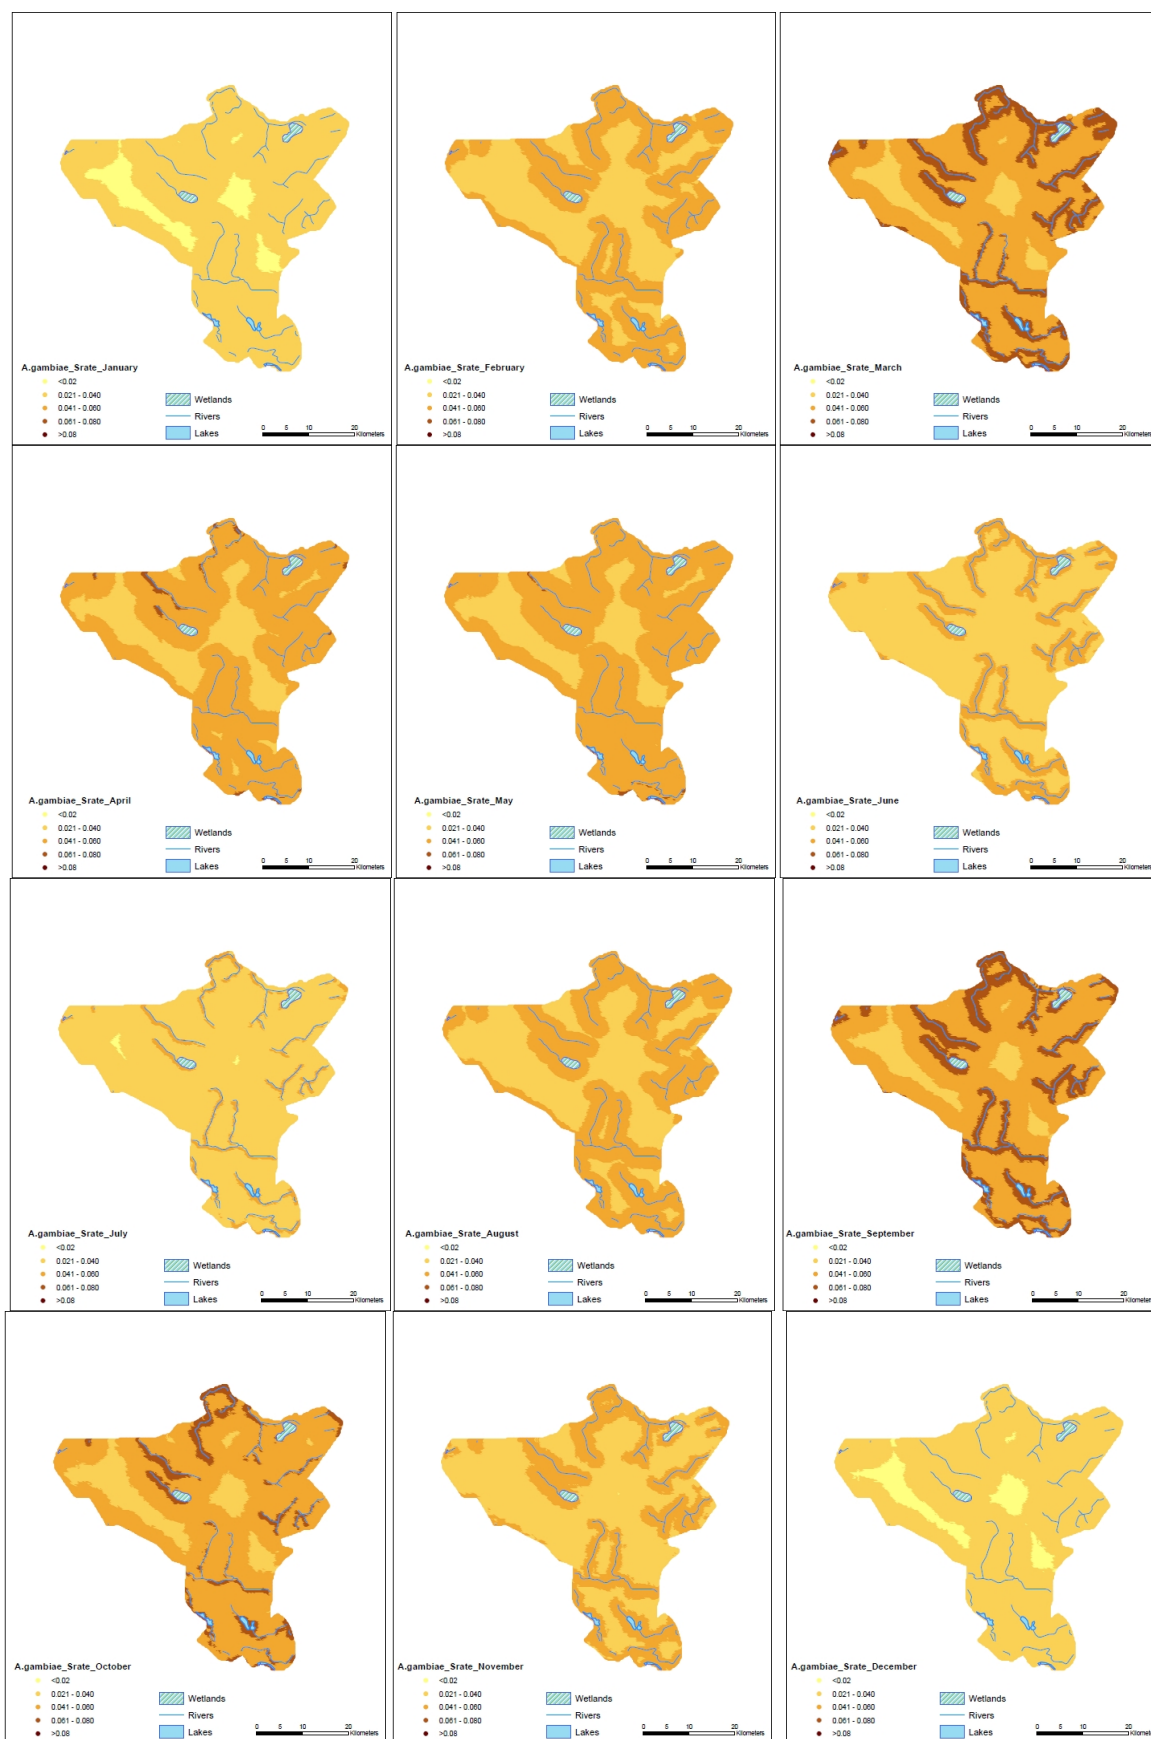 A.gambiae_Srate_January
<0.02
0.021 - 0.040
0.041 - 0.060
0.061 - 0.080
>0.08
Wetlands
Rivers
Lakes
0 5 10 20
Kilometers
A.gambiae_Srate_February
<0.02
0.021 - 0.040
0.041 - 0.060
0.061 - 0.080
>0.08
Wetlands
Rivers
Lakes
0 5 10 20
Kilometers
A.gambiae_Srate_March
<0.02
0.021 - 0.040
0.041 - 0.060
0.061 - 0.080
>0.08
Wetlands
Rivers
Lakes
0 5 10 20
Kilometers
A.gambiae_Srate_April
<0.02
0.021 - 0.040
0.041 - 0.060
0.061 - 0.080
>0.08
Wetlands
Rivers
Lakes
0 5 10 20
Kilometers
A.gambiae_Srate_May
<0.02
0.021 - 0.040
0.041 - 0.060
0.061 - 0.080
>0.08
Wetlands
Rivers
Lakes
0 5 10 20
Kilometers
A.gambiae_Srate_June
<0.02
0.021 - 0.040
0.041 - 0.060
0.061 - 0.080
>0.08
Wetlands
Rivers
Lakes
0 5 10 20
Kilometers
A.gambiae_Srate_July
<0.02
0.021 - 0.040
0.041 - 0.060
0.061 - 0.080
>0.08
Wetlands
Rivers
Lakes
0 5 10 20
Kilometers
A.gambiae_Srate_August
<0.02
0.021 - 0.040
0.041 - 0.060
0.061 - 0.080
>0.08
Wetlands
Rivers
Lakes
0 5 10 20
Kilometers
A.gambiae_Srate_September
<0.02
0.021 - 0.040
0.041 - 0.060
0.061 - 0.080
>0.08
Wetlands
Rivers
Lakes
0 5 10 20
Kilometers
A.gambiae_Srate_October
<0.02
0.021 - 0.040
0.041 - 0.060
0.061 - 0.080
>0.08
Wetlands
Rivers
Lakes
0 5 10 20
Kilometers
A.gambiae_Srate_November
<0.02
0.021 - 0.040
0.041 - 0.060
0.061 - 0.080
>0.08
Wetlands
Rivers
Lakes
0 5 10 20
Kilometers
A.gambiae_Srate_December
<0.02
0.021 - 0.040
0.041 - 0.060
0.061 - 0.080
>0.08
Wetlands
Rivers
Lakes
0 5 10 20
Kilometers